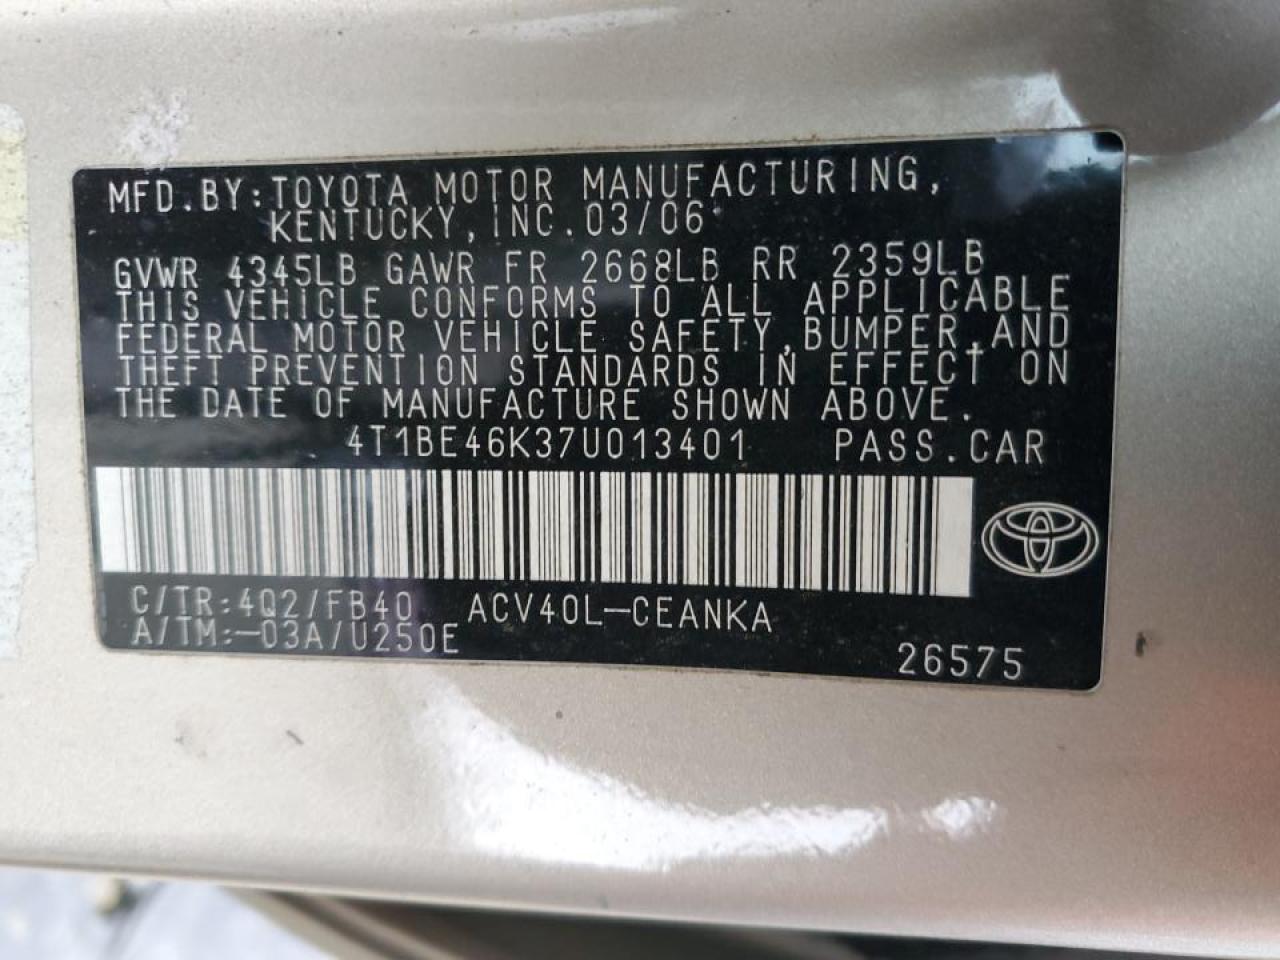 MFD.BY:TOYOTA MOTOR MANUFACTURING,
KENTUCKY,INC.03/06
GVWR 4345LB GAWR FR 2668LB RR 2359LB
THIS VEHICLE CONFORMS TO ALL APPLICABLE
FEDERAL MOTOR VEHICLE SAFETY,BUMPER,AND
THEFT PREVENTION STANDARDS IN EFFECT ON
THE DATE OF MANUFACTURE SHOWN ABOVE.
4T1BE46K37U013401 PASS.CAR
C/TR:4Q2/FB40 ACV40L-CEANKA
A/TM:-03A/U250E
26575